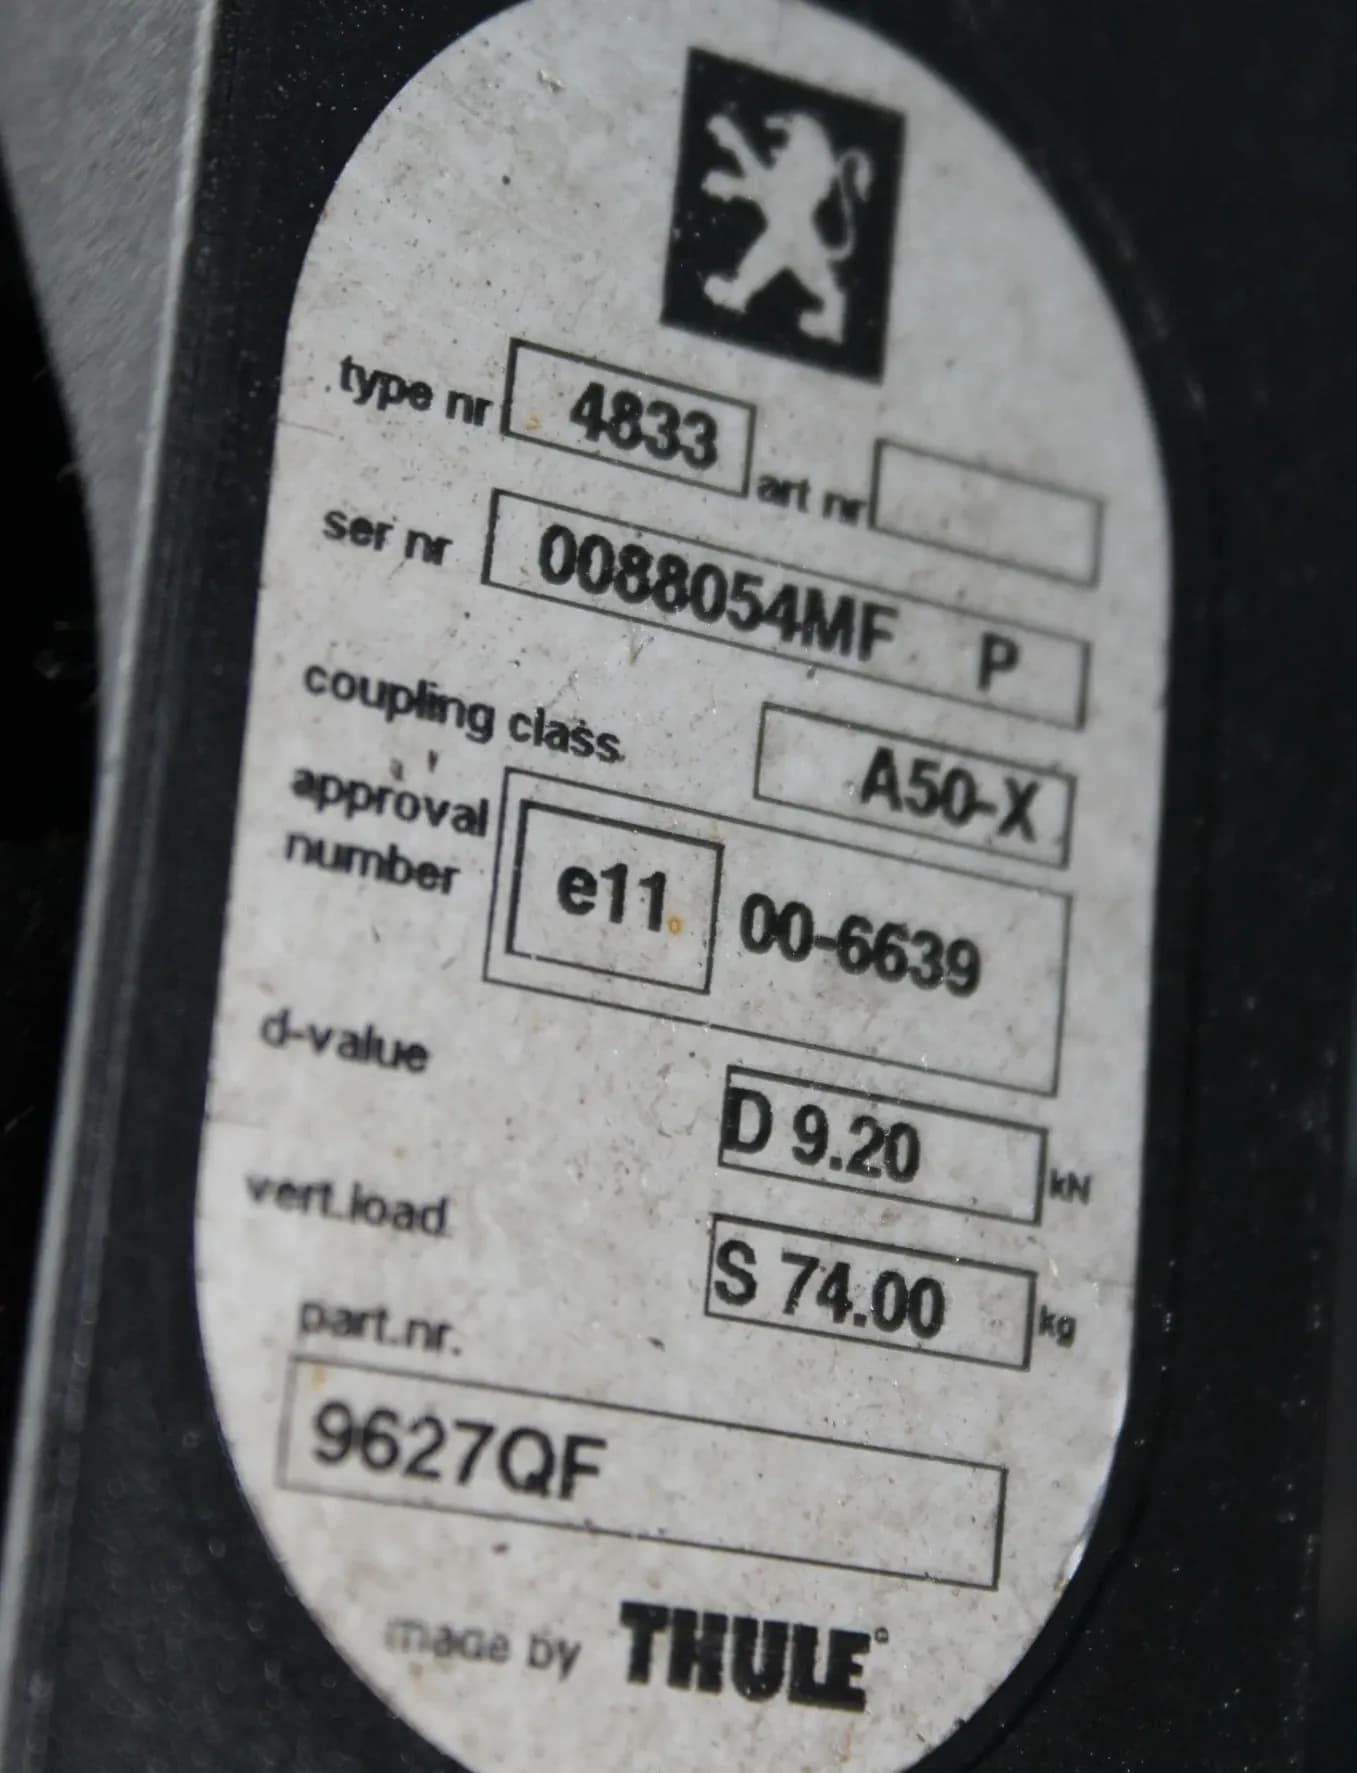 type nr 4833 art nr
ser nr 0088054MF P
coupling class A50-X
approval
number
e11 00-6639
d-value D 9.20 kN
vert.load S 74.00 kg
part.nr.
9627QF
made by THULE